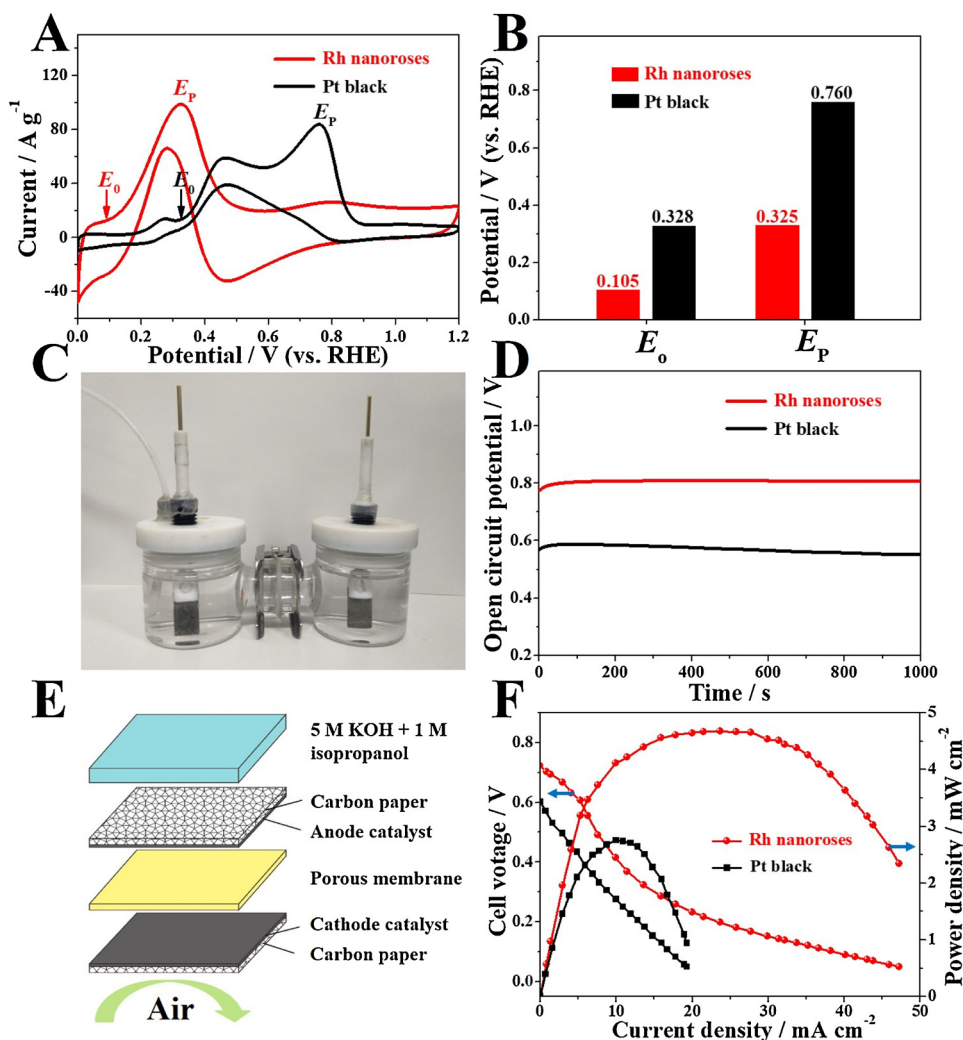 A
Rh nanoroses
Pt black
E_P
E_P
E_0
E_0
120
80
40
0
-40
Current / A g⁻¹
0.0 0.2 0.4 0.6 0.8 1.0 1.2
Potential / V (vs. RHE)
B
Rh nanoroses
Pt black
0.760
0.328
0.325
0.105
0.8
0.6
0.4
0.2
0.0
Potential / V (vs. RHE)
E_o E_P
C
D
Rh nanoroses
Pt black
1.0
0.8
0.6
0.4
0.2
Open circuit potential / V
0 200 400 600 800 1000
Time / s
E
5 M KOH + 1 M
isopropanol
Carbon paper
Anode catalyst
Porous membrane
Cathode catalyst
Carbon paper
Air
F
Rh nanoroses
Pt black
0.8
0.6
0.4
0.2
0.0
Cell votage / V
5
4
3
2
1
0
Power density / mW cm⁻²
0 10 20 30 40 50
Current density / mA cm⁻²